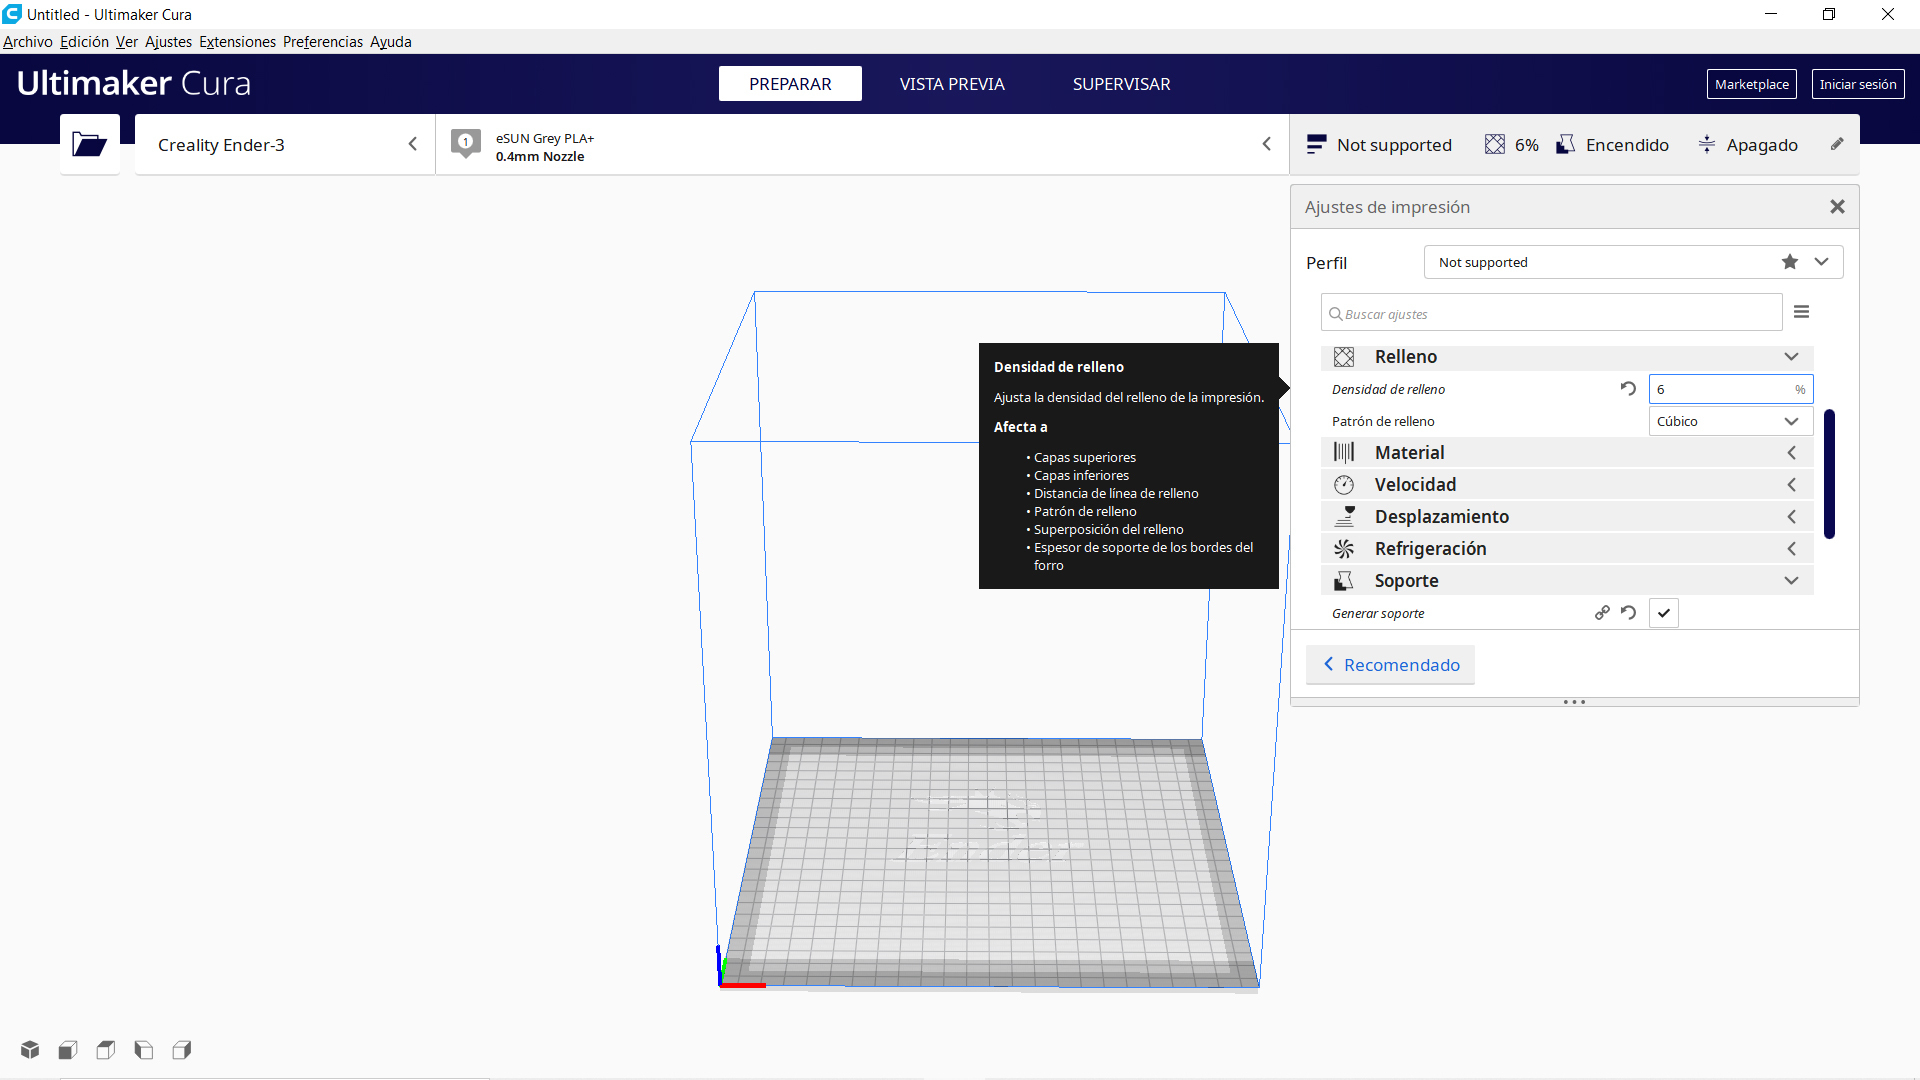 Untitled - Ultimaker Cura
Archivo Edición Ver Ajustes Extensiones Preferencias Ayuda
Ultimaker Cura
PREPARAR
VISTA PREVIA
SUPERVISAR
Marketplace
Iniciar sesión
Creality Ender-3
1
eSUN Grey PLA+
0.4mm Nozzle
Not supported
6%
Encendido
Apagado
Ajustes de impresión
Perfil
Not supported
Buscar ajustes
Relleno
Densidad de relleno
6 %
Patrón de relleno
Cúbico
Material
Velocidad
Desplazamiento
Refrigeración
Soporte
Generar soporte
Recomendado
Densidad de relleno
Ajusta la densidad del relleno de la impresión.
Afecta a
• Capas superiores
• Capas inferiores
• Distancia de línea de relleno
• Patrón de relleno
• Superposición del relleno
• Espesor de soporte de los bordes del
forro